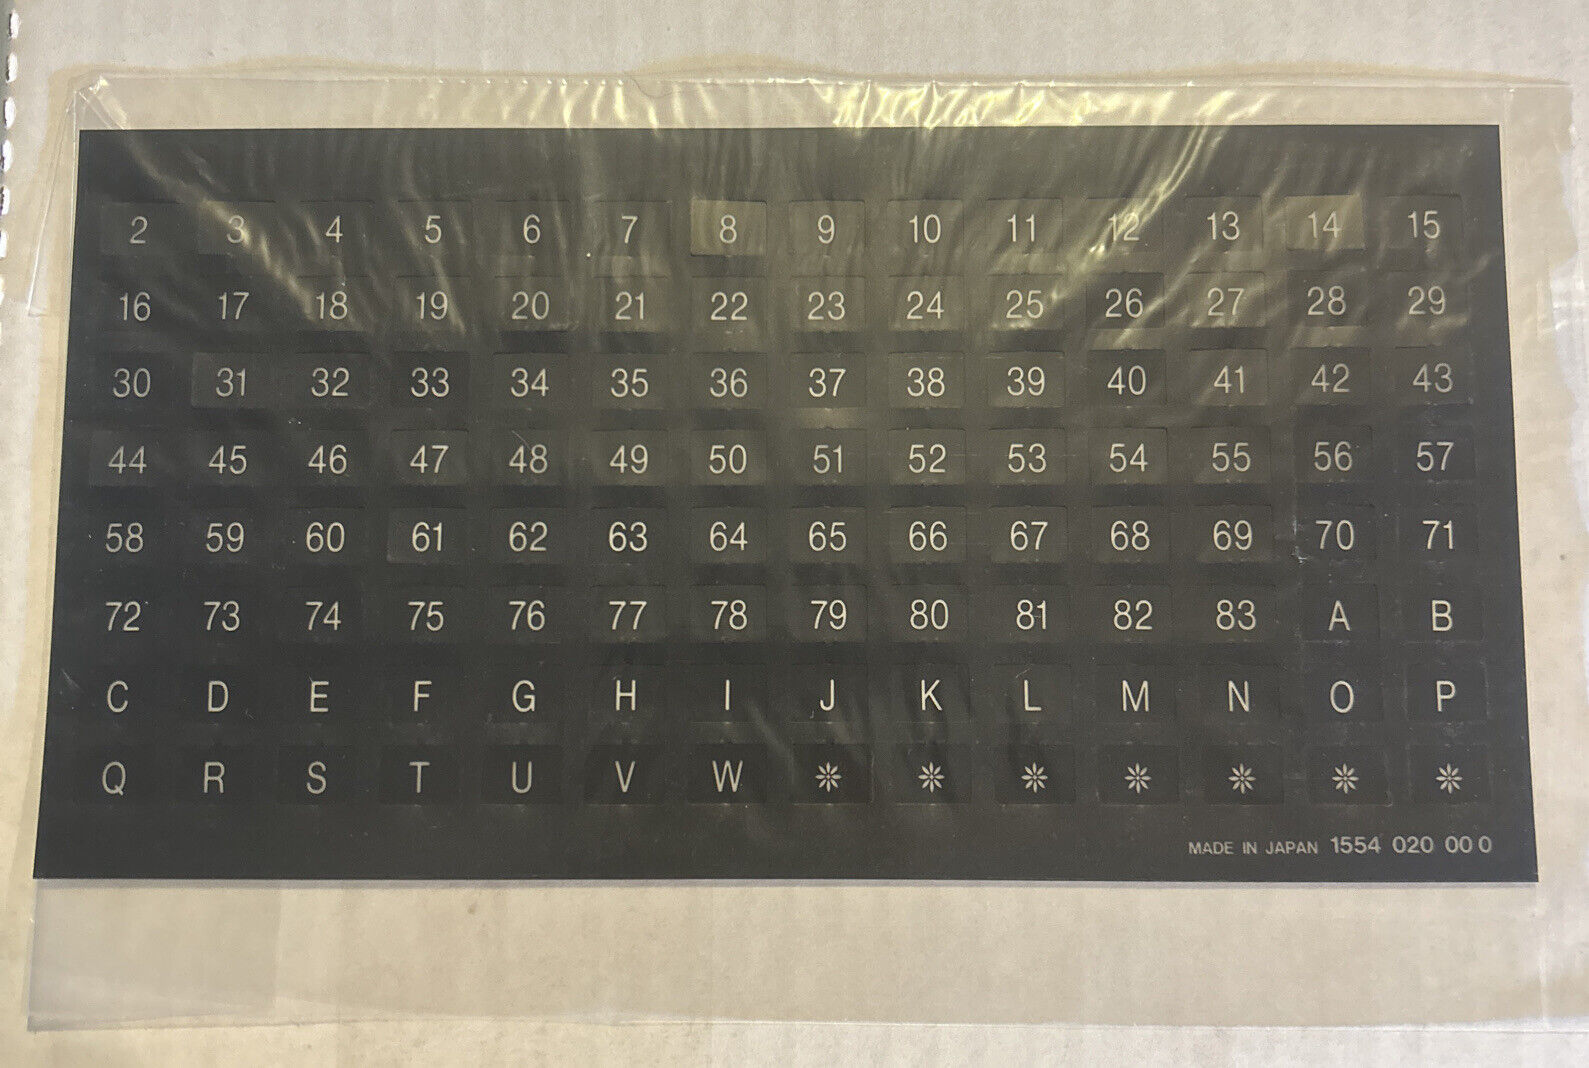 2 3 4 5 6 7 8 9 10 11 12 13 14 15
16 17 18 19 20 21 22 23 24 25 26 27 28 29
30 31 32 33 34 35 36 37 38 39 40 41 42 43
44 45 46 47 48 49 50 51 52 53 54 55 56 57
58 59 60 61 62 63 64 65 66 67 68 69 70 71
72 73 74 75 76 77 78 79 80 81 82 83 A B
C D E F G H I J K L M N O P
Q R S T U V W ❊ ❊ ❊ ❊ ❊ ❊ ❊
MADE IN JAPAN 1554 020 00 0